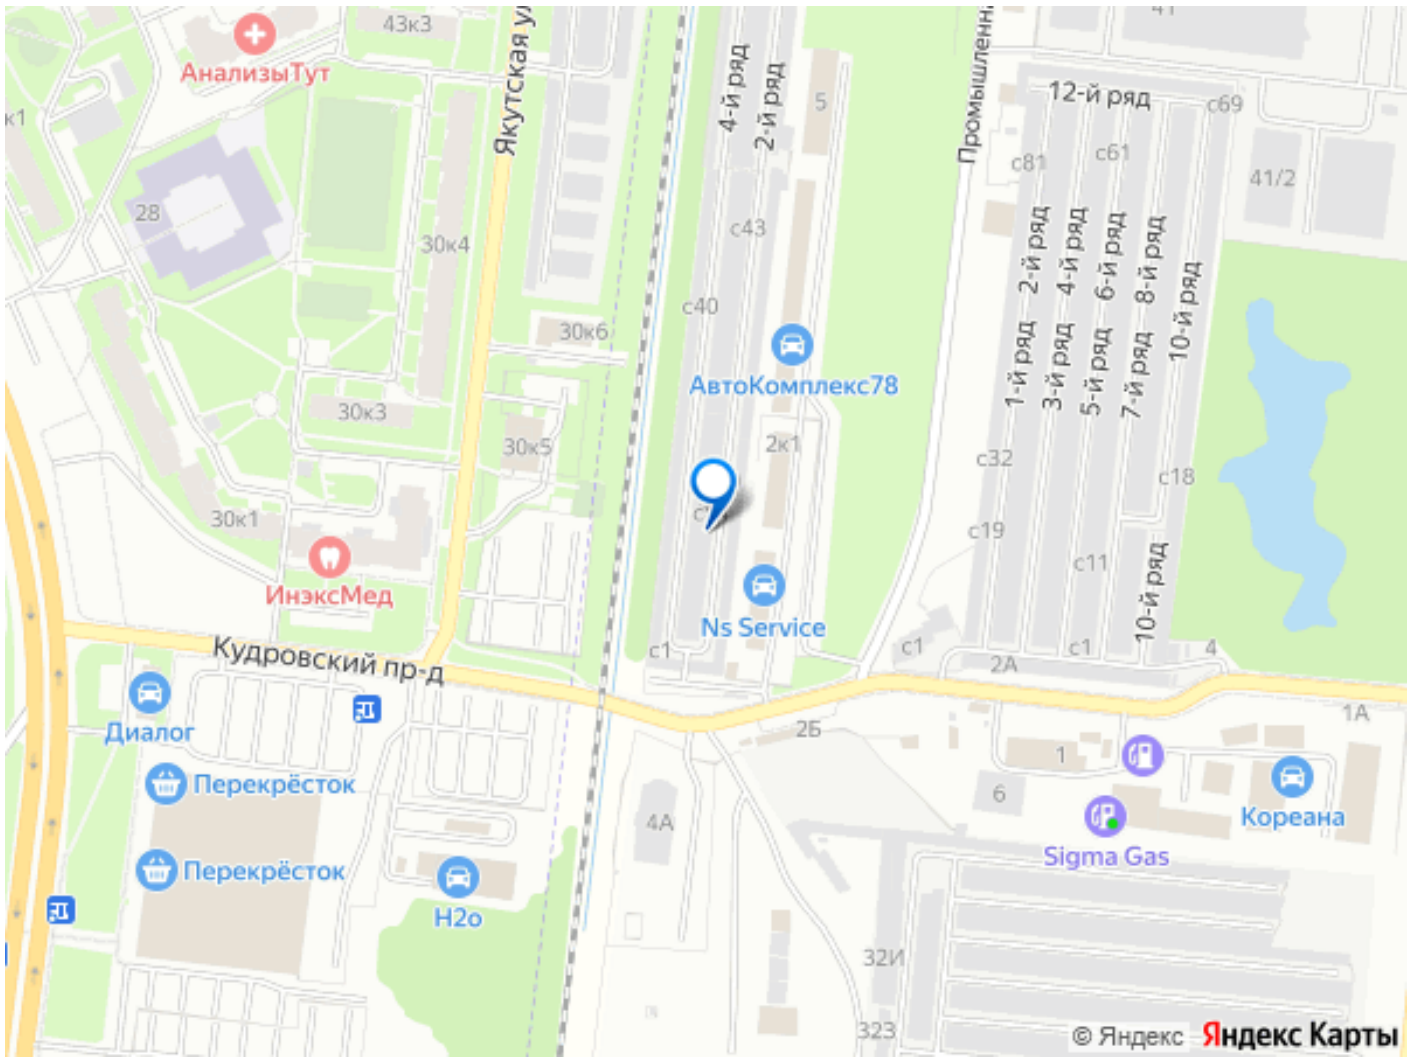 43к3
41
АнализыТут
Якутская ул
4-й ряд
2-й ряд
5
Промышленн
12-й ряд
с69
к1
с81
с61
41/2
28
30к4
с43
2-й ряд
4-й ряд
6-й ряд
8-й ряд
10-й ряд
с40
30к6
АвтоКомплекс78
1-й ряд
3-й ряд
5-й ряд
7-й ряд
30к3
30к5
2к1
с32
с18
30к1
с19
с11
10-й ряд
ИнэксМед
Ns Service
Кудровский пр-д
с1
с1
с1
2А
4
1А
Диалог
2Б
1
Перекрёсток
6
Кореана
4А
Sigma Gas
Перекрёсток
H2o
32И
323
© Яндекс Яндекс Карты